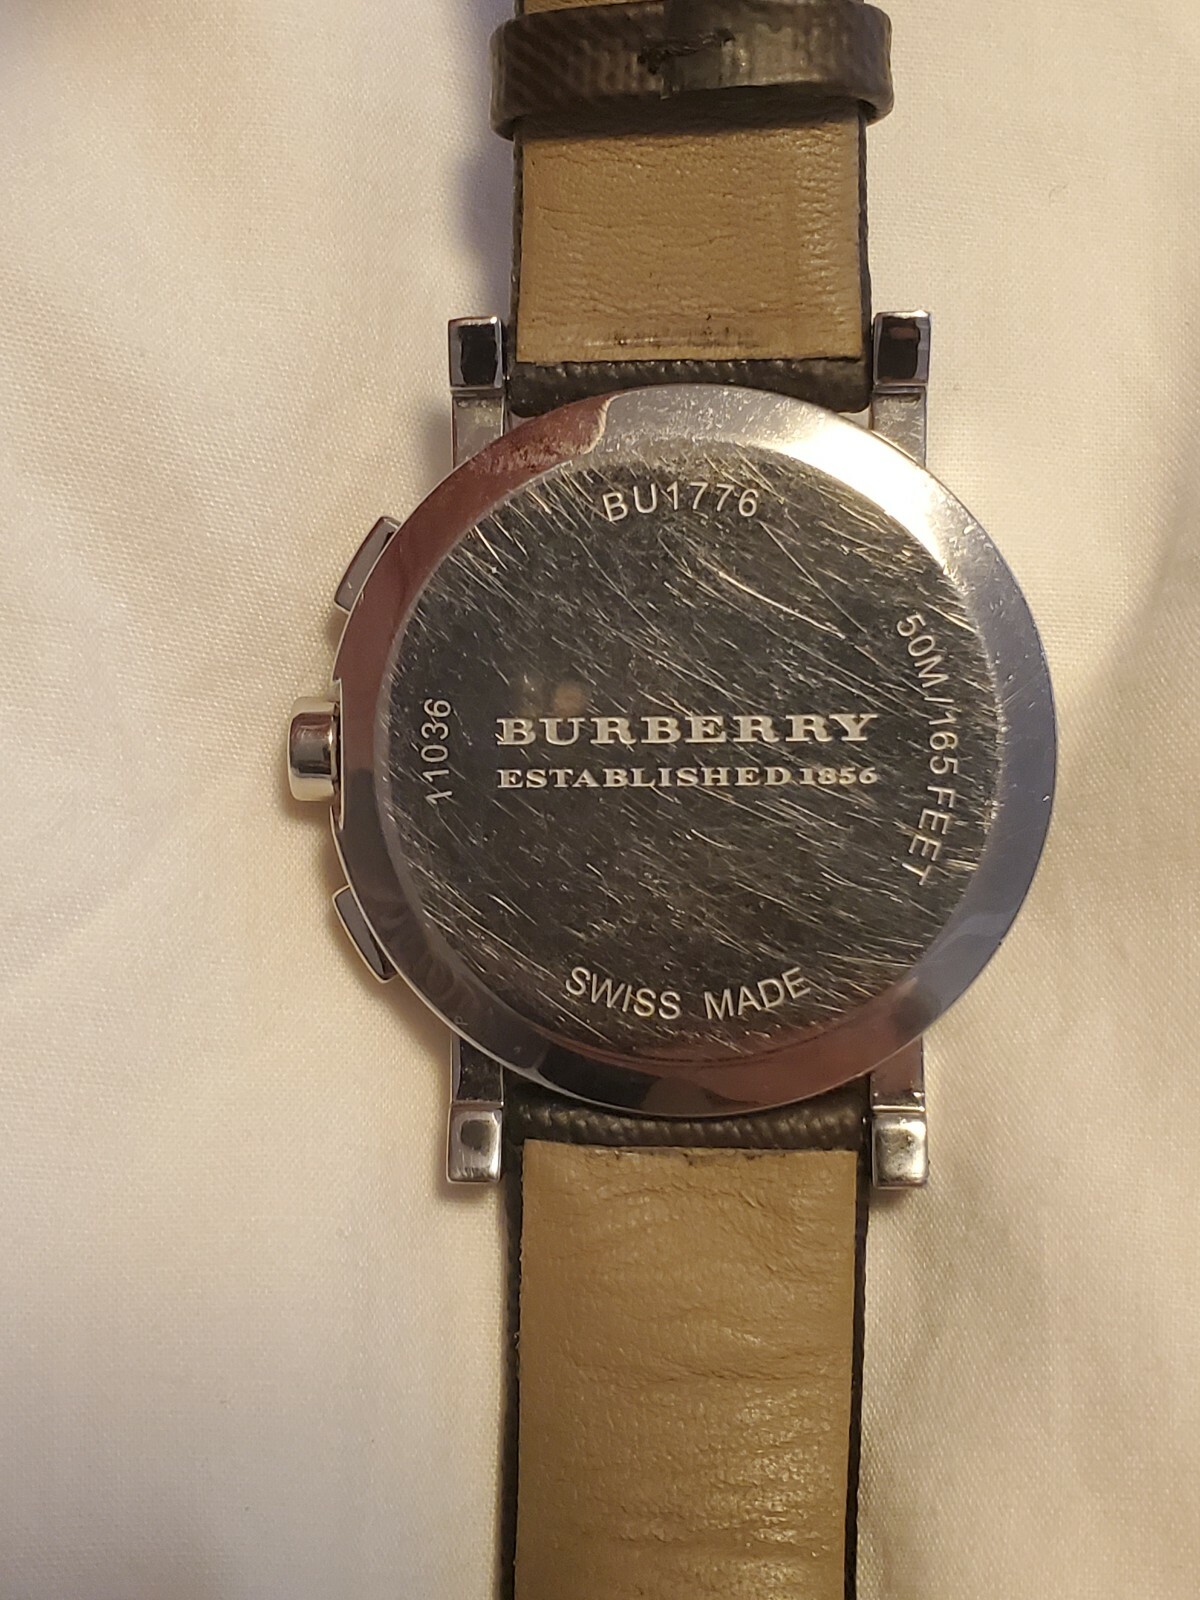 BU1776
50M/165 FEET
11036
BURBERRY
ESTABLISHED 1856
SWISS MADE